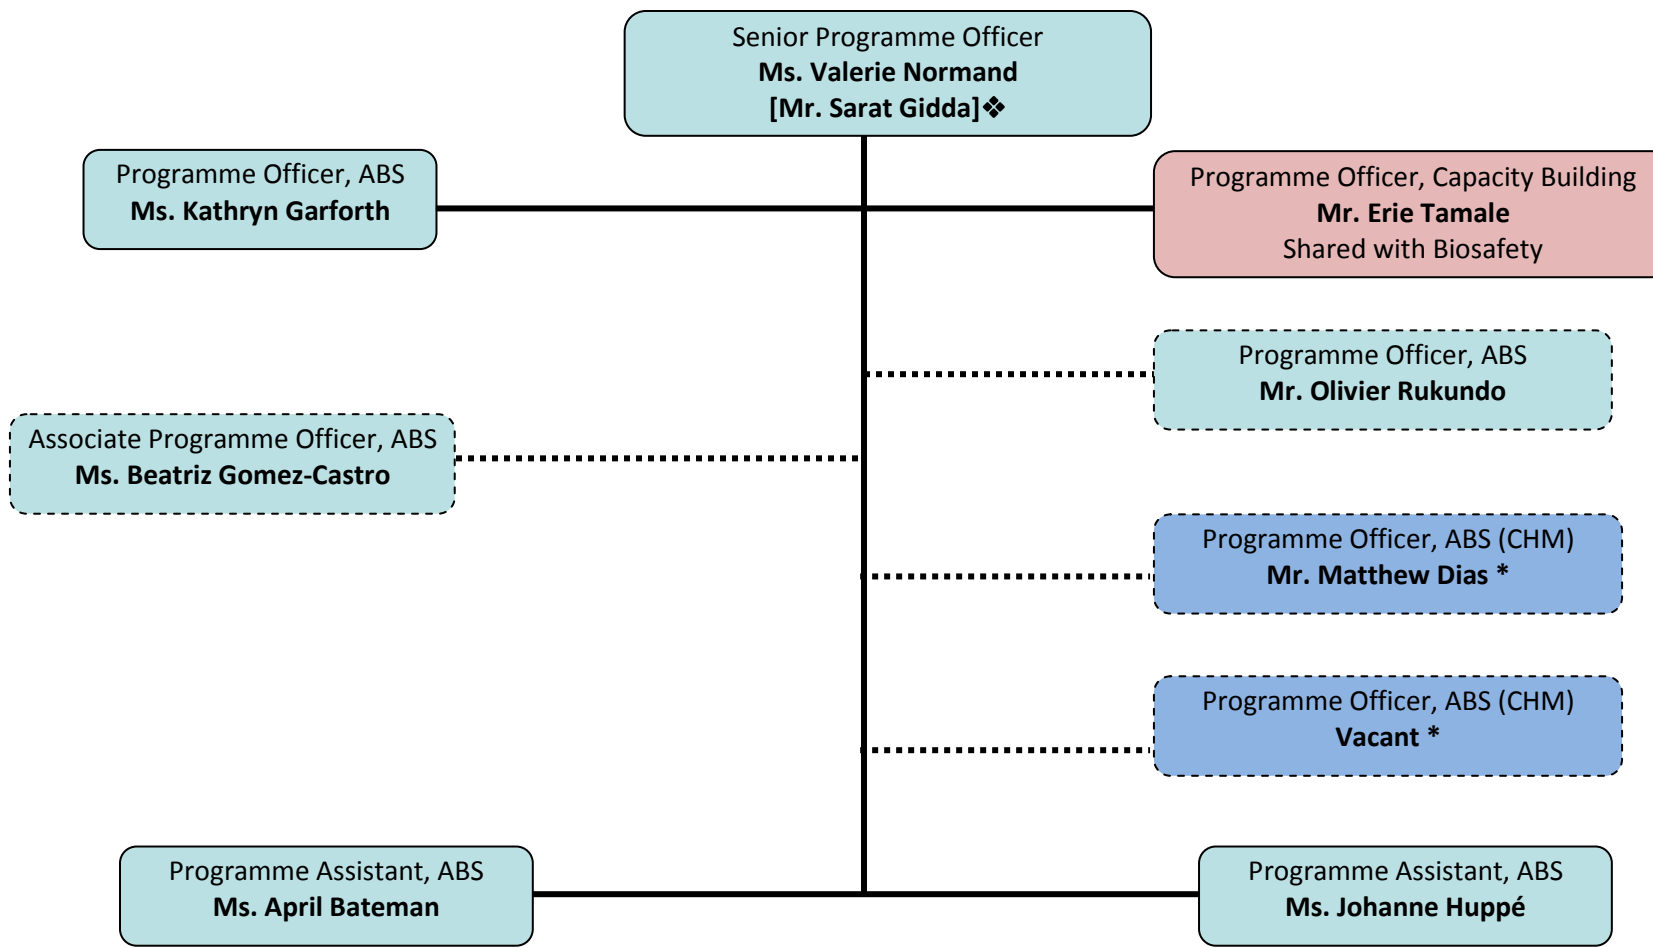 Senior Programme Officer
Ms. Valerie Normand
[Mr. Sarat Gidda]❖
Programme Officer, ABS
Ms. Kathryn Garforth
Programme Officer, Capacity Building
Mr. Erie Tamale
Shared with Biosafety
Programme Officer, ABS
Mr. Olivier Rukundo
Associate Programme Officer, ABS
Ms. Beatriz Gomez-Castro
Programme Officer, ABS (CHM)
Mr. Matthew Dias *
Programme Officer, ABS (CHM)
Vacant *
Programme Assistant, ABS
Ms. April Bateman
Programme Assistant, ABS
Ms. Johanne Huppé